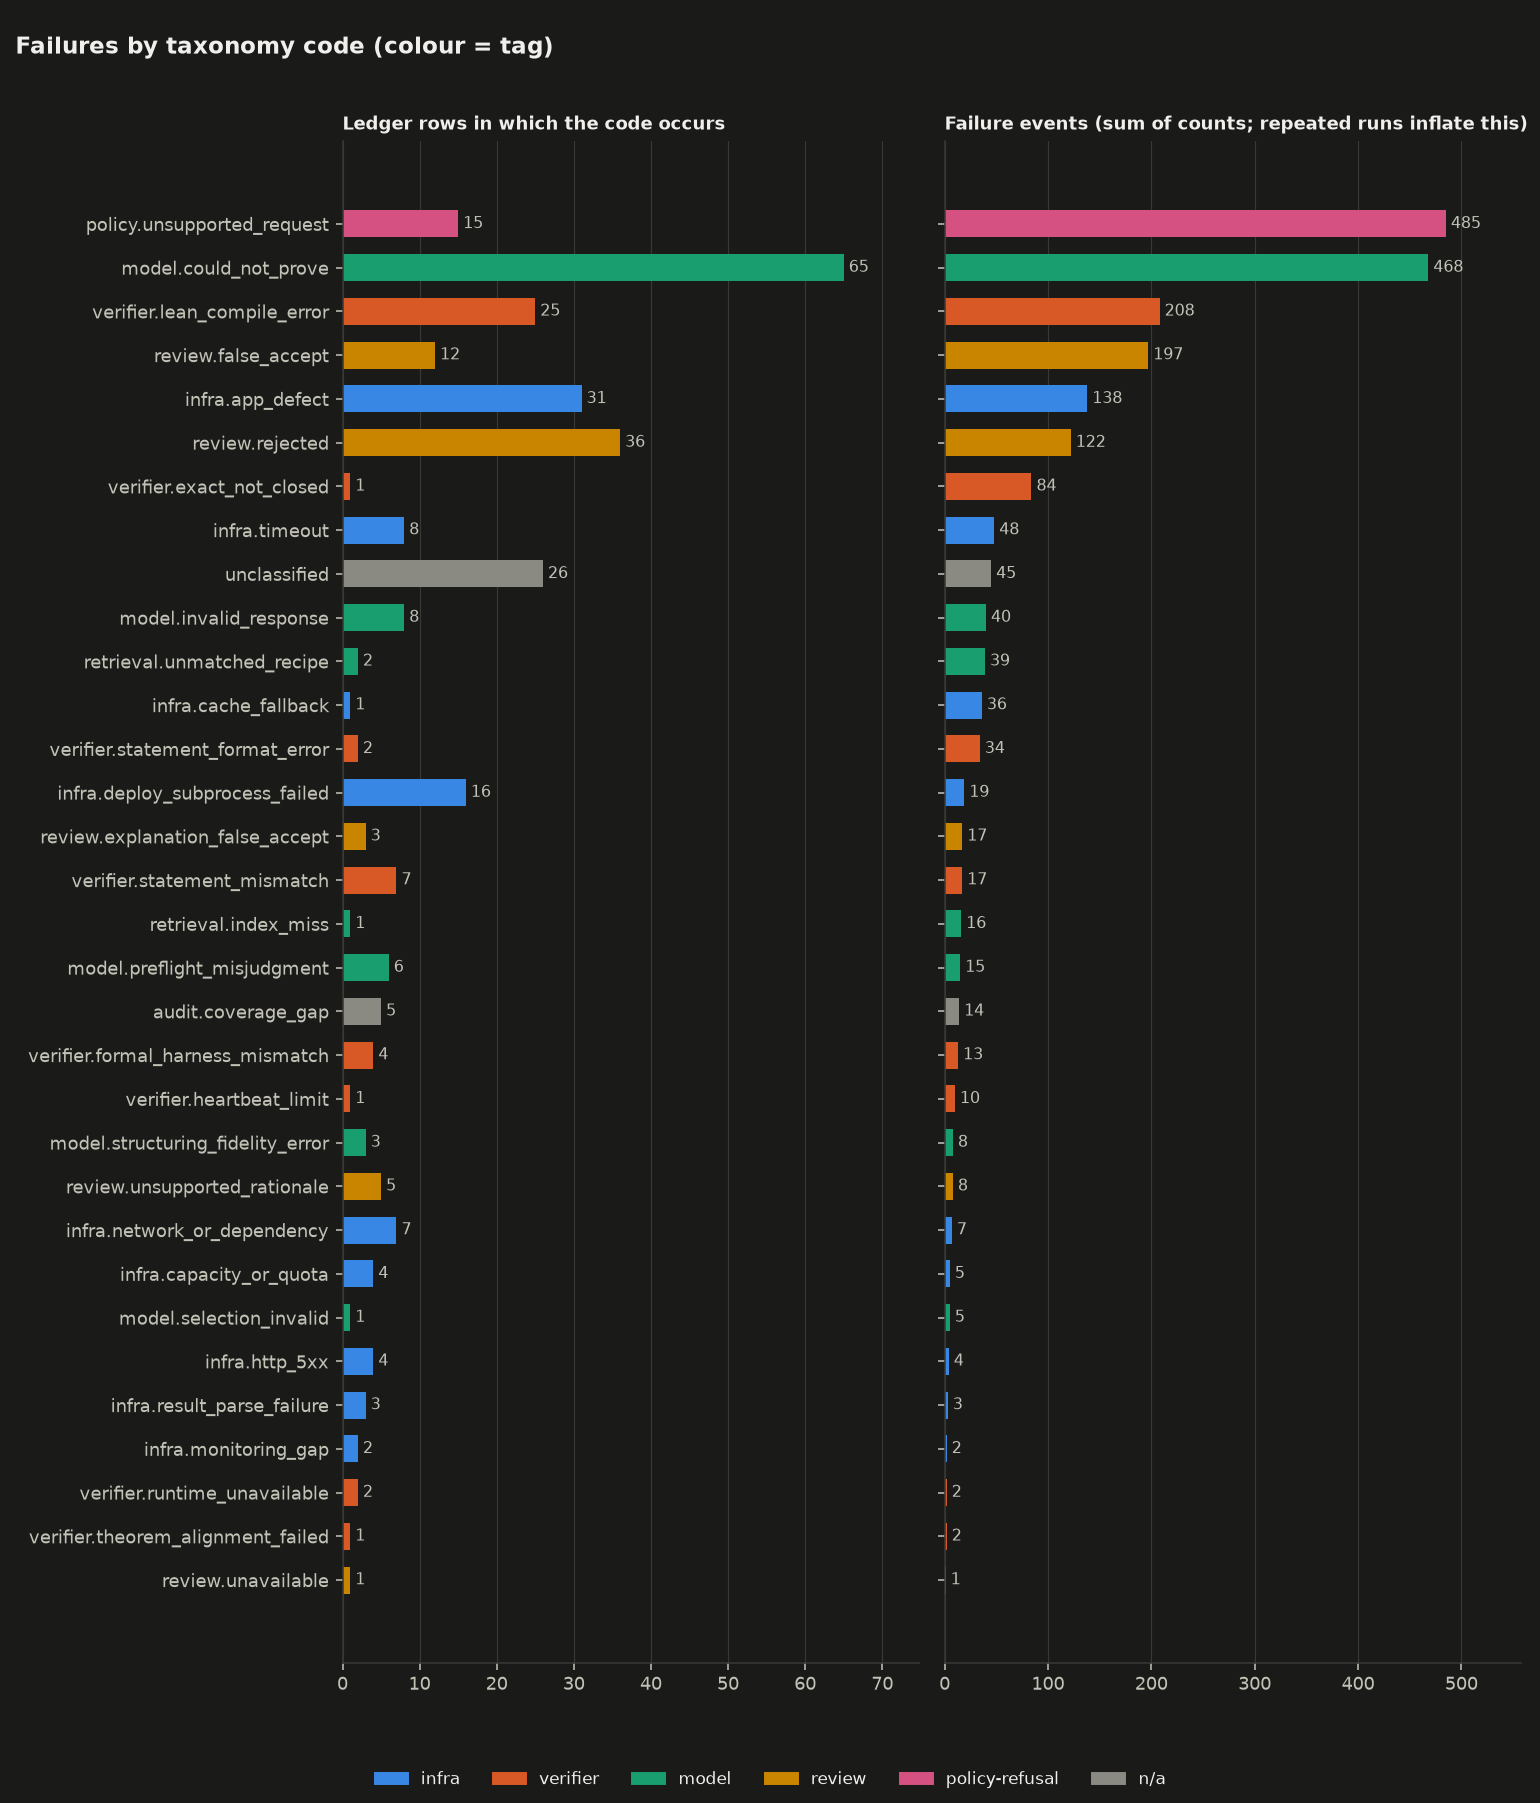 Failures by taxonomy code (colour = tag)
Ledger rows in which the code occurs
Failure events (sum of counts; repeated runs inflate this)
policy.unsupported_request 15 485
model.could_not_prove 65 468
verifier.lean_compile_error 25 208
review.false_accept 12 197
infra.app_defect 31 138
review.rejected 36 122
verifier.exact_not_closed 1 84
infra.timeout 8 48
unclassified 26 45
model.invalid_response 8 40
retrieval.unmatched_recipe 2 39
infra.cache_fallback 1 36
verifier.statement_format_error 2 34
infra.deploy_subprocess_failed 16 19
review.explanation_false_accept 3 17
verifier.statement_mismatch 7 17
retrieval.index_miss 1 16
model.preflight_misjudgment 6 15
audit.coverage_gap 5 14
verifier.formal_harness_mismatch 4 13
verifier.heartbeat_limit 1 10
model.structuring_fidelity_error 3 8
review.unsupported_rationale 5 8
infra.network_or_dependency 7 7
infra.capacity_or_quota 4 5
model.selection_invalid 1 5
infra.http_5xx 4 4
infra.result_parse_failure 3 3
infra.monitoring_gap 2 2
verifier.runtime_unavailable 2 2
verifier.theorem_alignment_failed 1 2
review.unavailable 1 1
0 10 20 30 40 50 60 70
0 100 200 300 400 500
infra verifier model review policy-refusal n/a